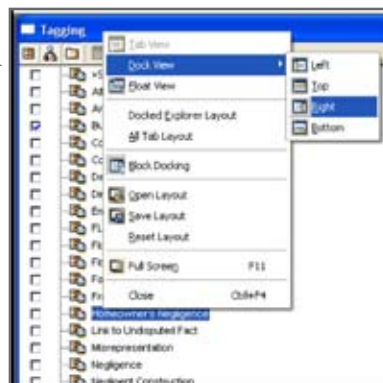 Tagging
Tab View
Dock View
Float View
Docked Explorer Layout
All Tab Layout
Block Docking
Open Layout
Save Layout
Reset Layout
Full Screen F11
Close Ctrl+F4
Left
Top
Right
Bottom
Homeowner's Negligence
Link to Undisputed Fact
Misrepresentation
Negligence
Negligent Construction